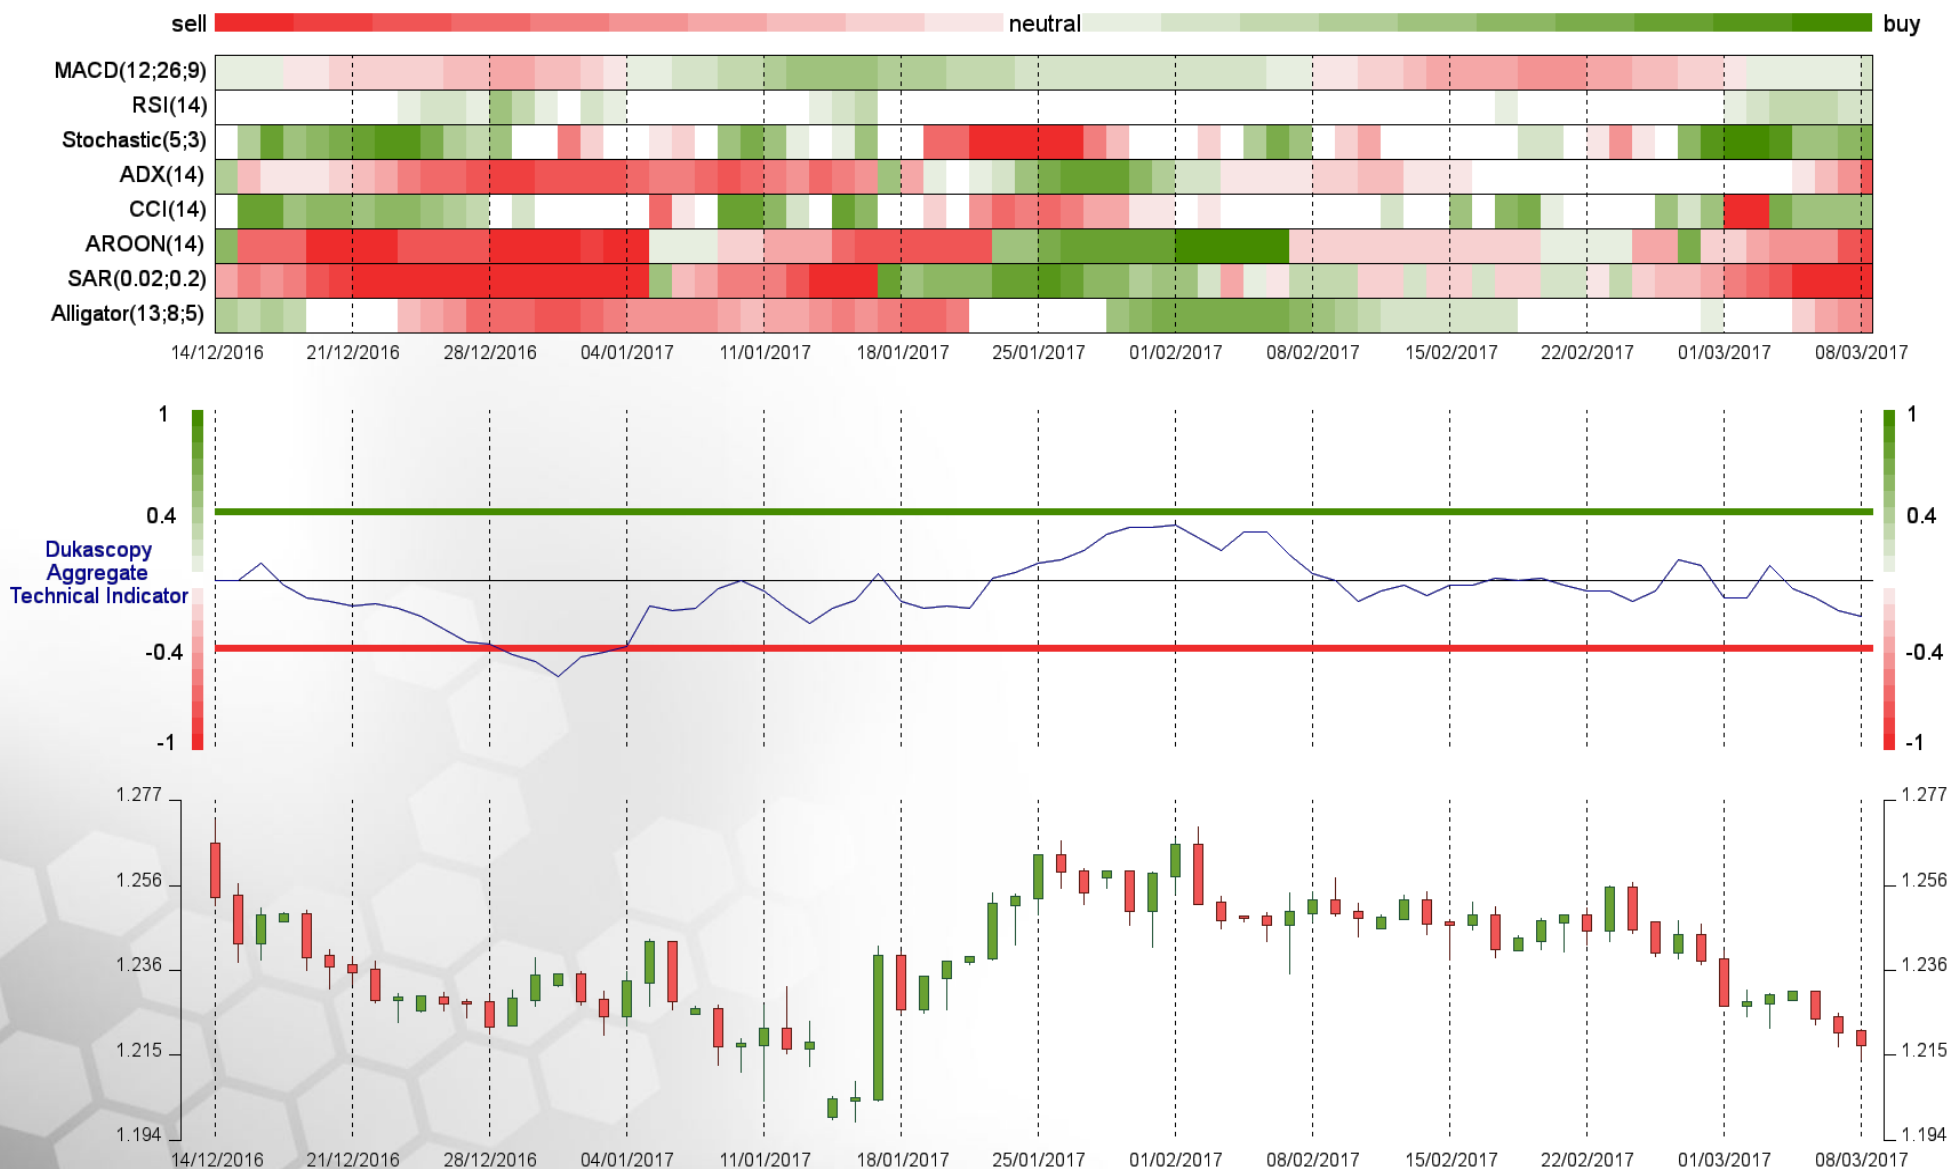 sell neutral buy
MACD(12;26;9)
RSI(14)
Stochastic(5;3)
ADX(14)
CCI(14)
AROON(14)
SAR(0.02;0.2)
Alligator(13;8;5)
14/12/2016 21/12/2016 28/12/2016 04/01/2017 11/01/2017 18/01/2017 25/01/2017 01/02/2017 08/02/2017 15/02/2017 22/02/2017 01/03/2017 08/03/2017
1 1
0.4 0.4
Dukascopy
Aggregate
Technical Indicator
-0.4 -0.4
-1 -1
1.277 1.277
1.256 1.256
1.236 1.236
1.215 1.215
1.194 1.194
14/12/2016 21/12/2016 28/12/2016 04/01/2017 11/01/2017 18/01/2017 25/01/2017 01/02/2017 08/02/2017 15/02/2017 22/02/2017 01/03/2017 08/03/2017